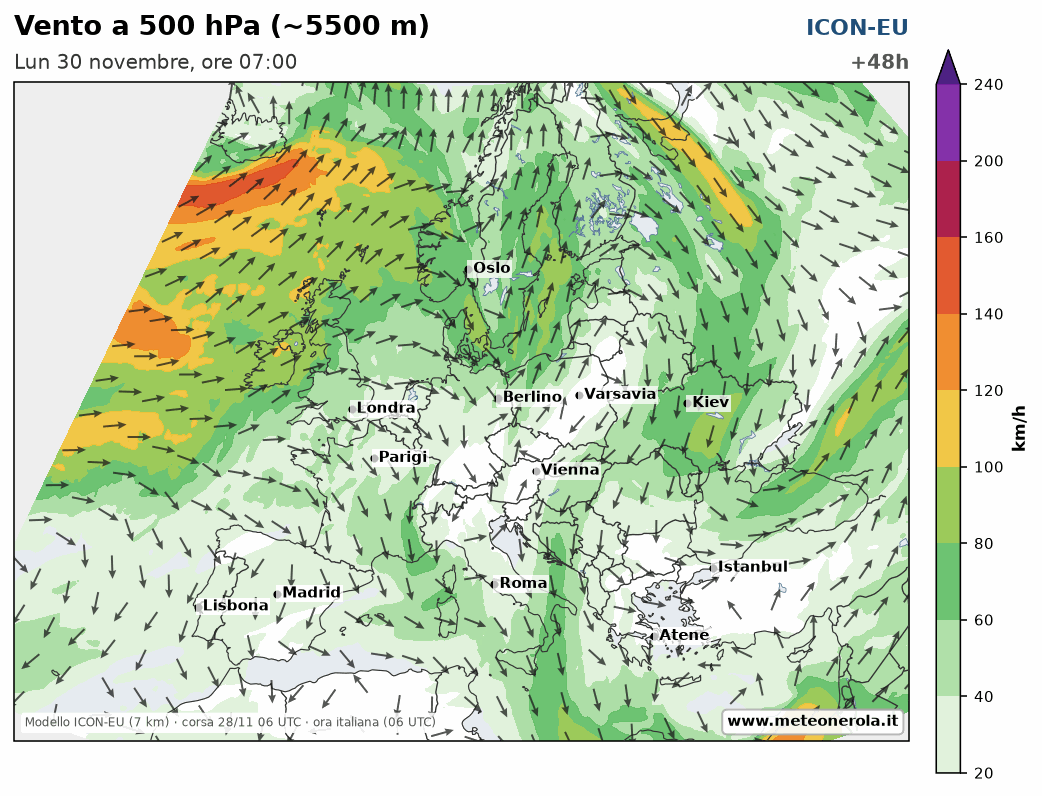 Vento a 500 hPa (~5500 m)
ICON-EU
Lun 30 novembre, ore 07:00
+48h
240
200
160
140
120
100
80
60
40
20
km/h
Oslo
Berlino
Varsavia
Kiev
Londra
Parigi
Vienna
Istanbul
Roma
Madrid
Lisbona
Atene
Modello ICON-EU (7 km) · corsa 28/11 06 UTC · ora italiana (06 UTC)
www.meteonerola.it